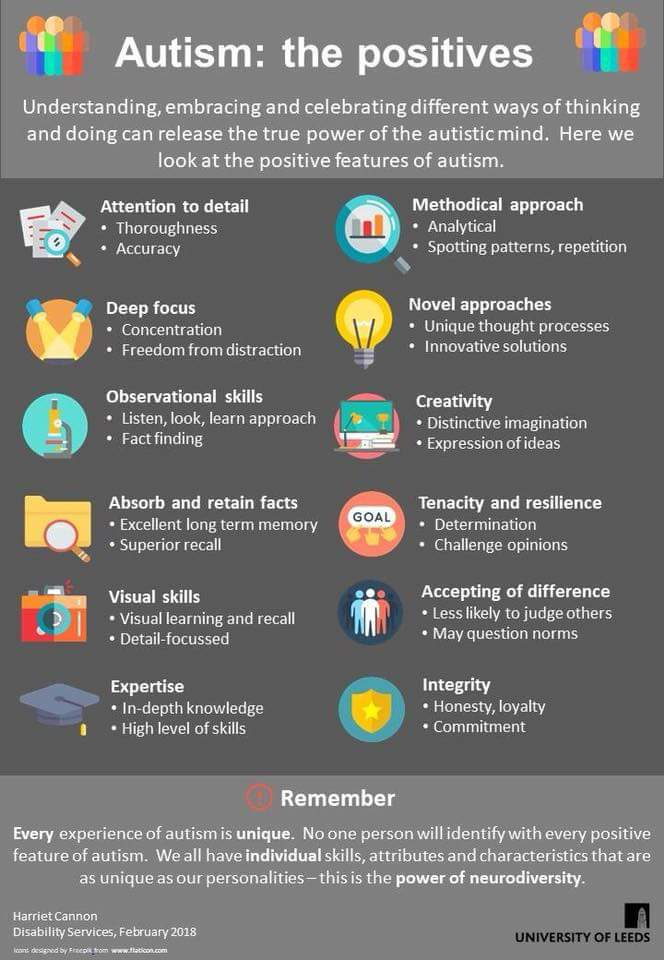 Autism: the positives
Understanding, embracing and celebrating different ways of thinking
and doing can release the true power of the autistic mind. Here we
look at the positive features of autism.
Attention to detail
• Thoroughness
• Accuracy
Methodical approach
• Analytical
• Spotting patterns, repetition
Deep focus
• Concentration
• Freedom from distraction
Novel approaches
• Unique thought processes
• Innovative solutions
Observational skills
• Listen, look, learn approach
• Fact finding
Creativity
• Distinctive imagination
• Expression of ideas
Absorb and retain facts
• Excellent long term memory
• Superior recall
GOAL
Tenacity and resilience
• Determination
• Challenge opinions
Visual skills
• Visual learning and recall
• Detail-focussed
Accepting of difference
• Less likely to judge others
• May question norms
Expertise
• In-depth knowledge
• High level of skills
Integrity
• Honesty, loyalty
• Commitment
! Remember
Every experience of autism is unique. No one person will identify with every positive
feature of autism. We all have individual skills, attributes and characteristics that are
as unique as our personalities – this is the power of neurodiversity.
Harriet Cannon
Disability Services, February 2018
Icons designed by Freepik from www.flaticon.com
UNIVERSITY OF LEEDS